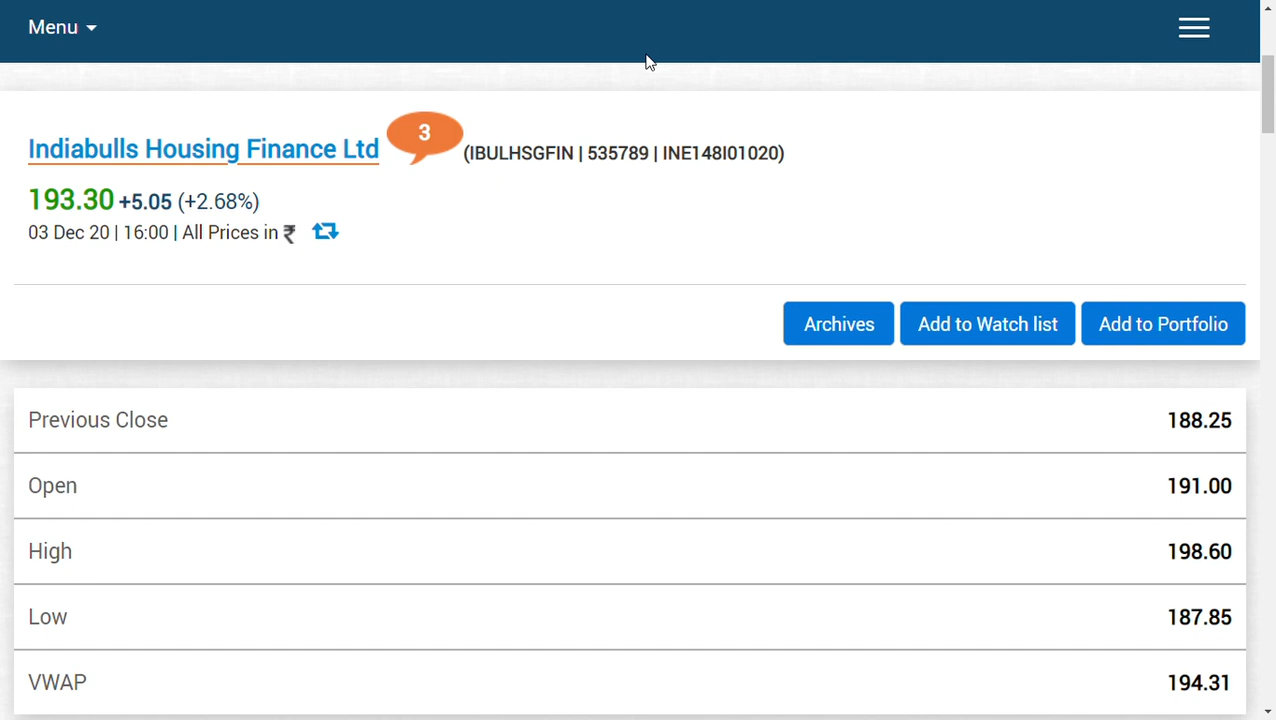 Menu
Indiabulls Housing Finance Ltd 3 (IBULHSGFIN | 535789 | INE148I01020)
193.30 +5.05 (+2.68%)
03 Dec 20 | 16:00 | All Prices in ₹
Archives Add to Watch list Add to Portfolio
Previous Close 188.25
Open 191.00
High 198.60
Low 187.85
VWAP 194.31